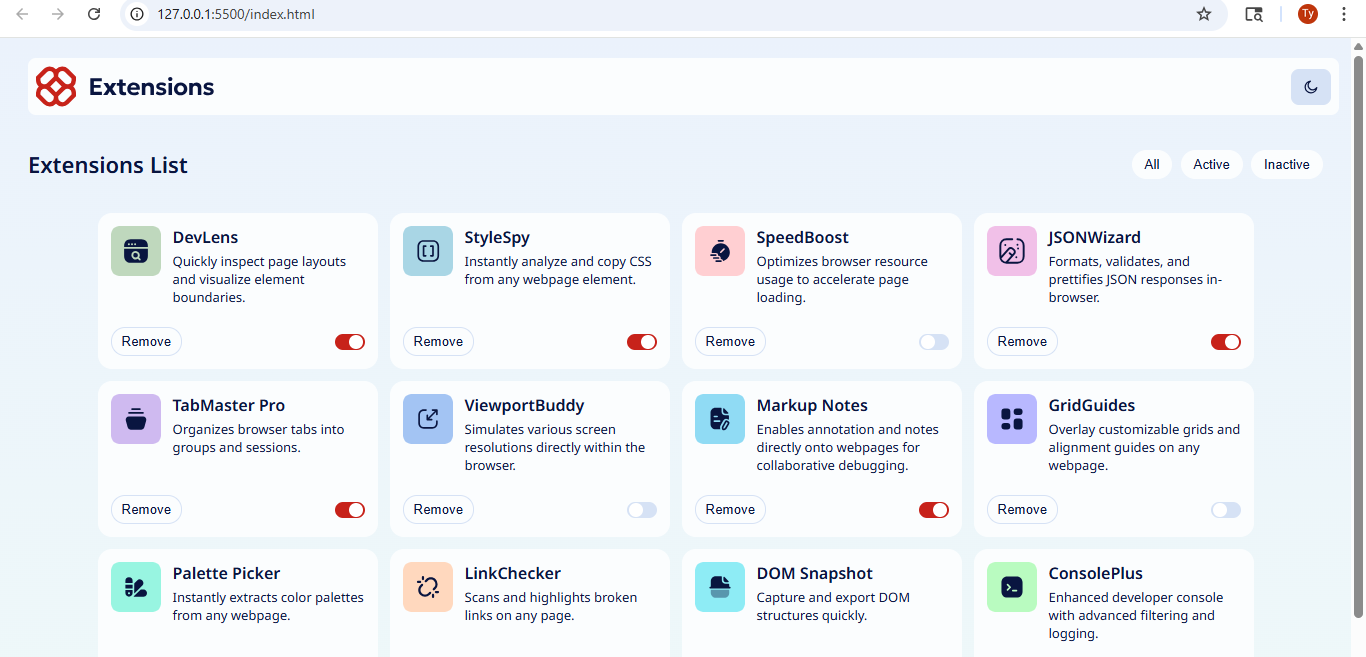 127.0.0.1:5500/index.html
Ty
Extensions
Extensions List
All
Active
Inactive
DevLens
Quickly inspect page layouts
and visualize element
boundaries.
Remove
StyleSpy
Instantly analyze and copy CSS
from any webpage element.
Remove
SpeedBoost
Optimizes browser resource
usage to accelerate page
loading.
Remove
JSONWizard
Formats, validates, and
prettifies JSON responses in-
browser.
Remove
TabMaster Pro
Organizes browser tabs into
groups and sessions.
Remove
ViewportBuddy
Simulates various screen
resolutions directly within the
browser.
Remove
Markup Notes
Enables annotation and notes
directly onto webpages for
collaborative debugging.
Remove
GridGuides
Overlay customizable grids and
alignment guides on any
webpage.
Remove
Palette Picker
Instantly extracts color palettes
from any webpage.
LinkChecker
Scans and highlights broken
links on any page.
DOM Snapshot
Capture and export DOM
structures quickly.
ConsolePlus
Enhanced developer console
with advanced filtering and
logging.